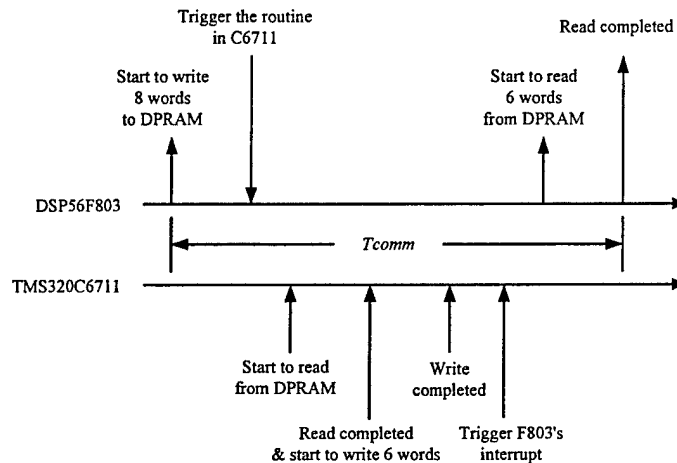 Trigger the routine
in C6711
Read completed
Start to write
8 words
to DPRAM
Start to read
6 words
from DPRAM
DSP56F803
Tcomm
TMS320C6711
Start to read
from DPRAM
Write
completed
Read completed
& start to write 6 words
Trigger F803's
interrupt